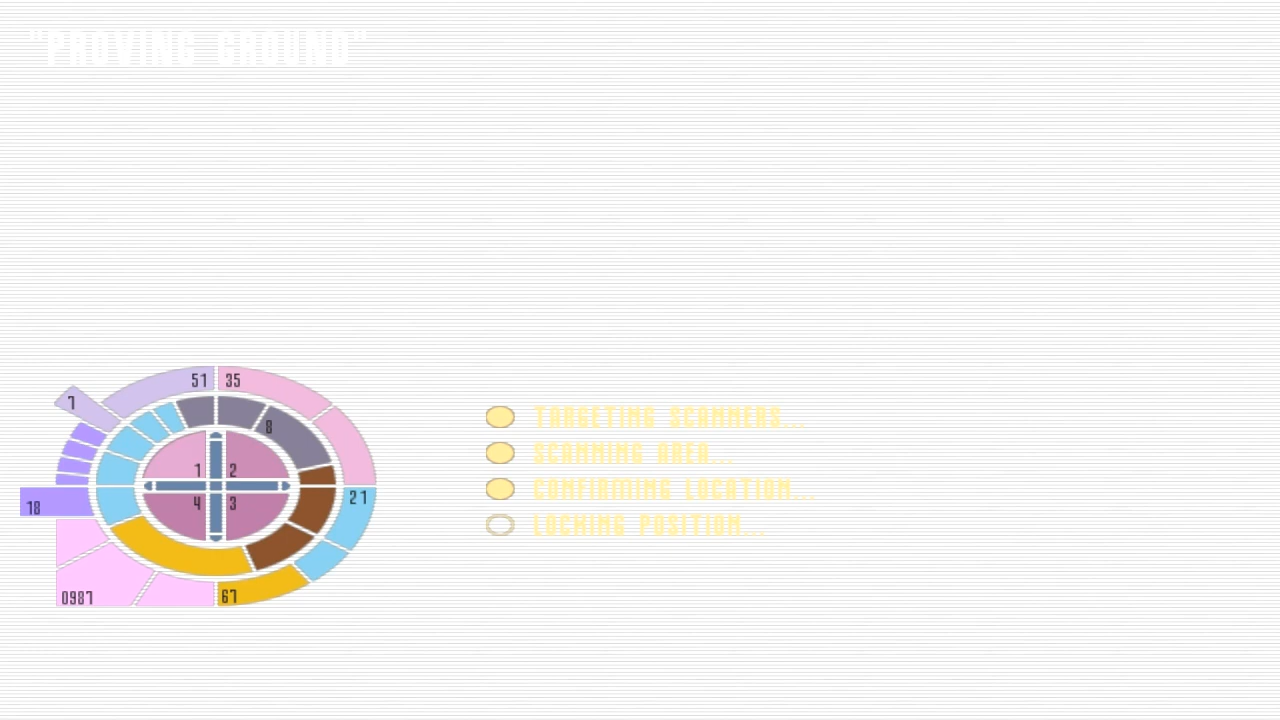 "PROVING GROUND"
51 35
7
8
1 2
TARGETING SCANNERS...
SCANNING AREA...
CONFIRMING LOCATION...
LOCKING POSITION...
4 3
21
18
0987
67